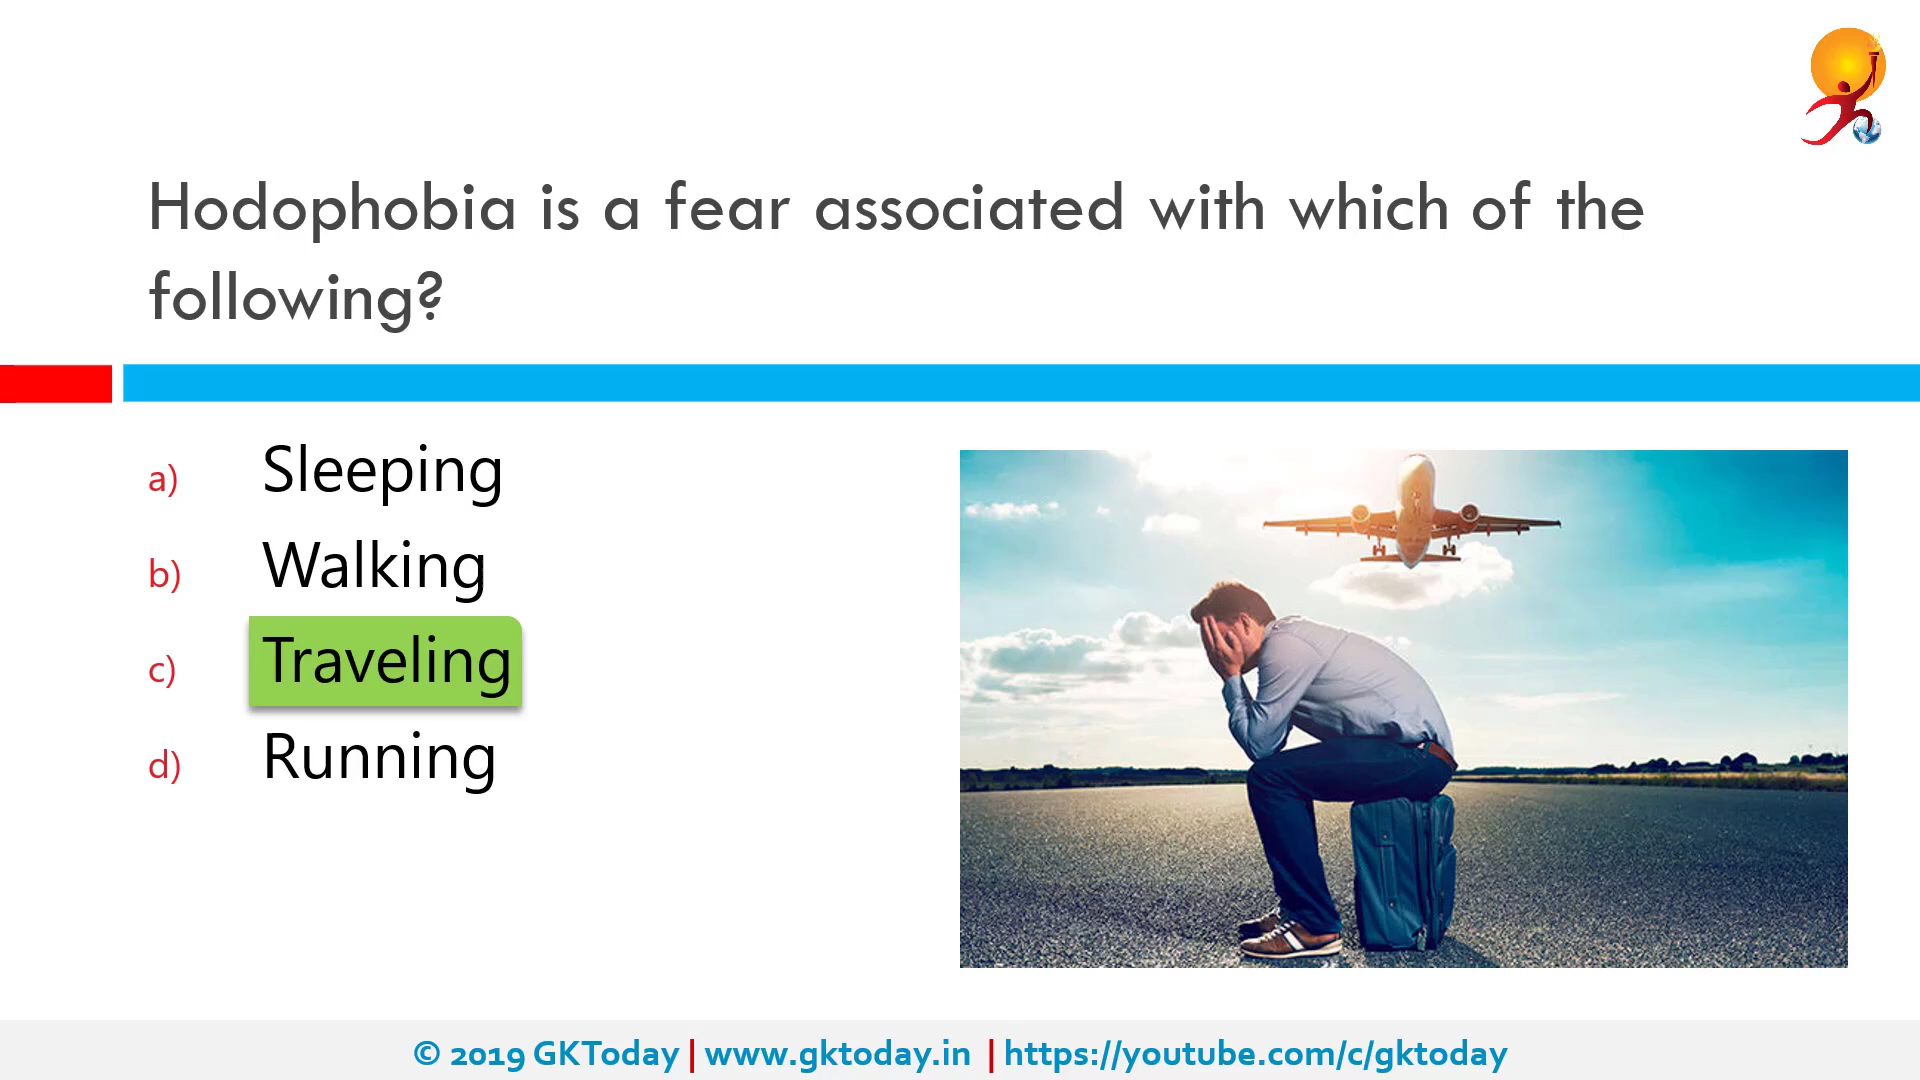 Hodophobia is a fear associated with which of the
following?
a) Sleeping
b) Walking
c) Traveling
d) Running
© 2019 GKToday | www.gktoday.in | https://youtube.com/c/gktoday